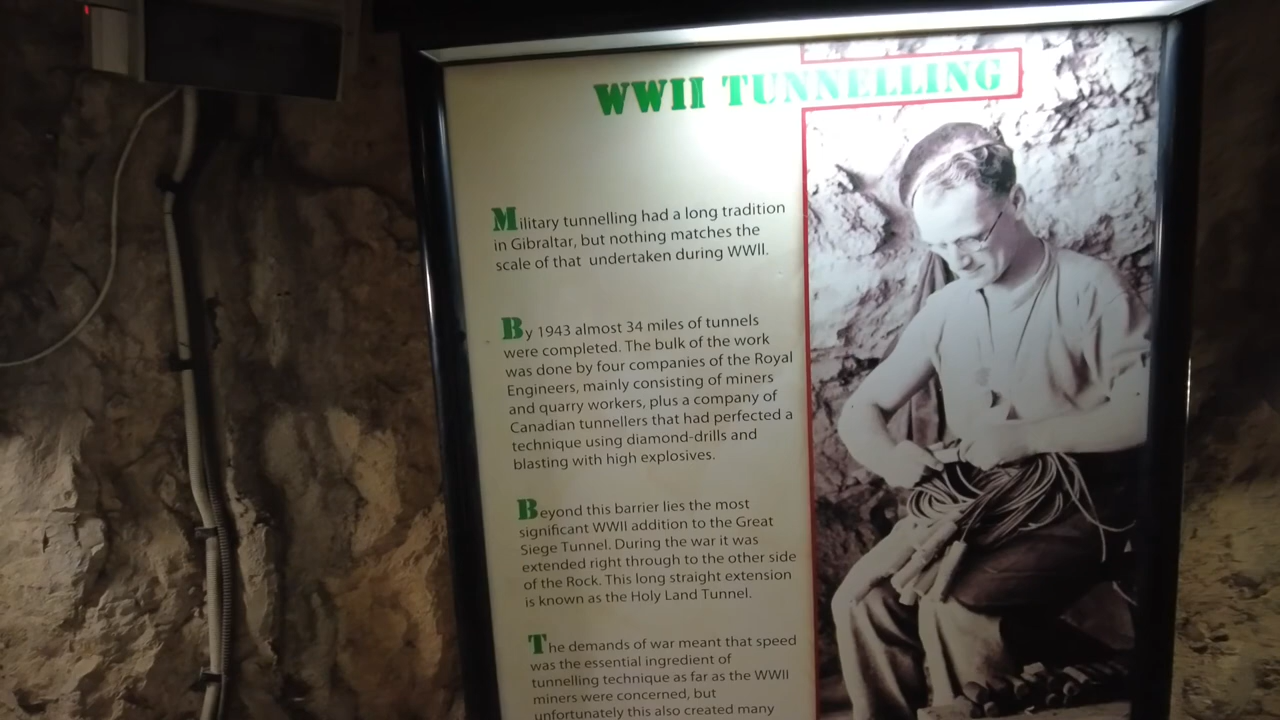 WWII TUNNELLING
Military tunnelling had a long tradition
in Gibraltar, but nothing matches the
scale of that undertaken during WWII.
By 1943 almost 34 miles of tunnels
were completed. The bulk of the work
was done by four companies of the Royal
Engineers, mainly consisting of miners
and quarry workers, plus a company of
Canadian tunnellers that had perfected a
technique using diamond-drills and
blasting with high explosives.
Beyond this barrier lies the most
significant WWII addition to the Great
Siege Tunnel. During the war it was
extended right through to the other side
of the Rock. This long straight extension
is known as the Holy Land Tunnel.
The demands of war meant that speed
was the essential ingredient of
tunnelling technique as far as the WWII
miners were concerned, but
unfortunately this also created many